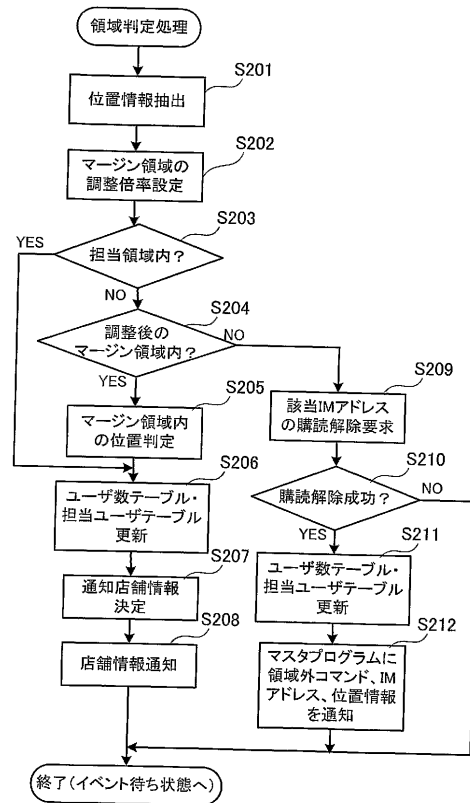 領域判定処理
S201
位置情報抽出
S202
マージン領域の
調整倍率設定
S203
YES
担当領域内?
NO
S204
調整後の
マージン領域内?
NO
YES
S205
マージン領域内
の位置判定
S206
ユーザ数テーブル・
担当ユーザテーブル
更新
S207
通知店舗情報
決定
S208
店舗情報通知
S209
該当IMアドレス
の購読解除要求
S210
購読解除成功?
NO
YES
S211
ユーザ数テーブル・
担当ユーザテーブル
更新
S212
マスタプログラムに
領域外コマンド、IM
アドレス、位置情報
を通知
終了(イベント待ち状態へ)